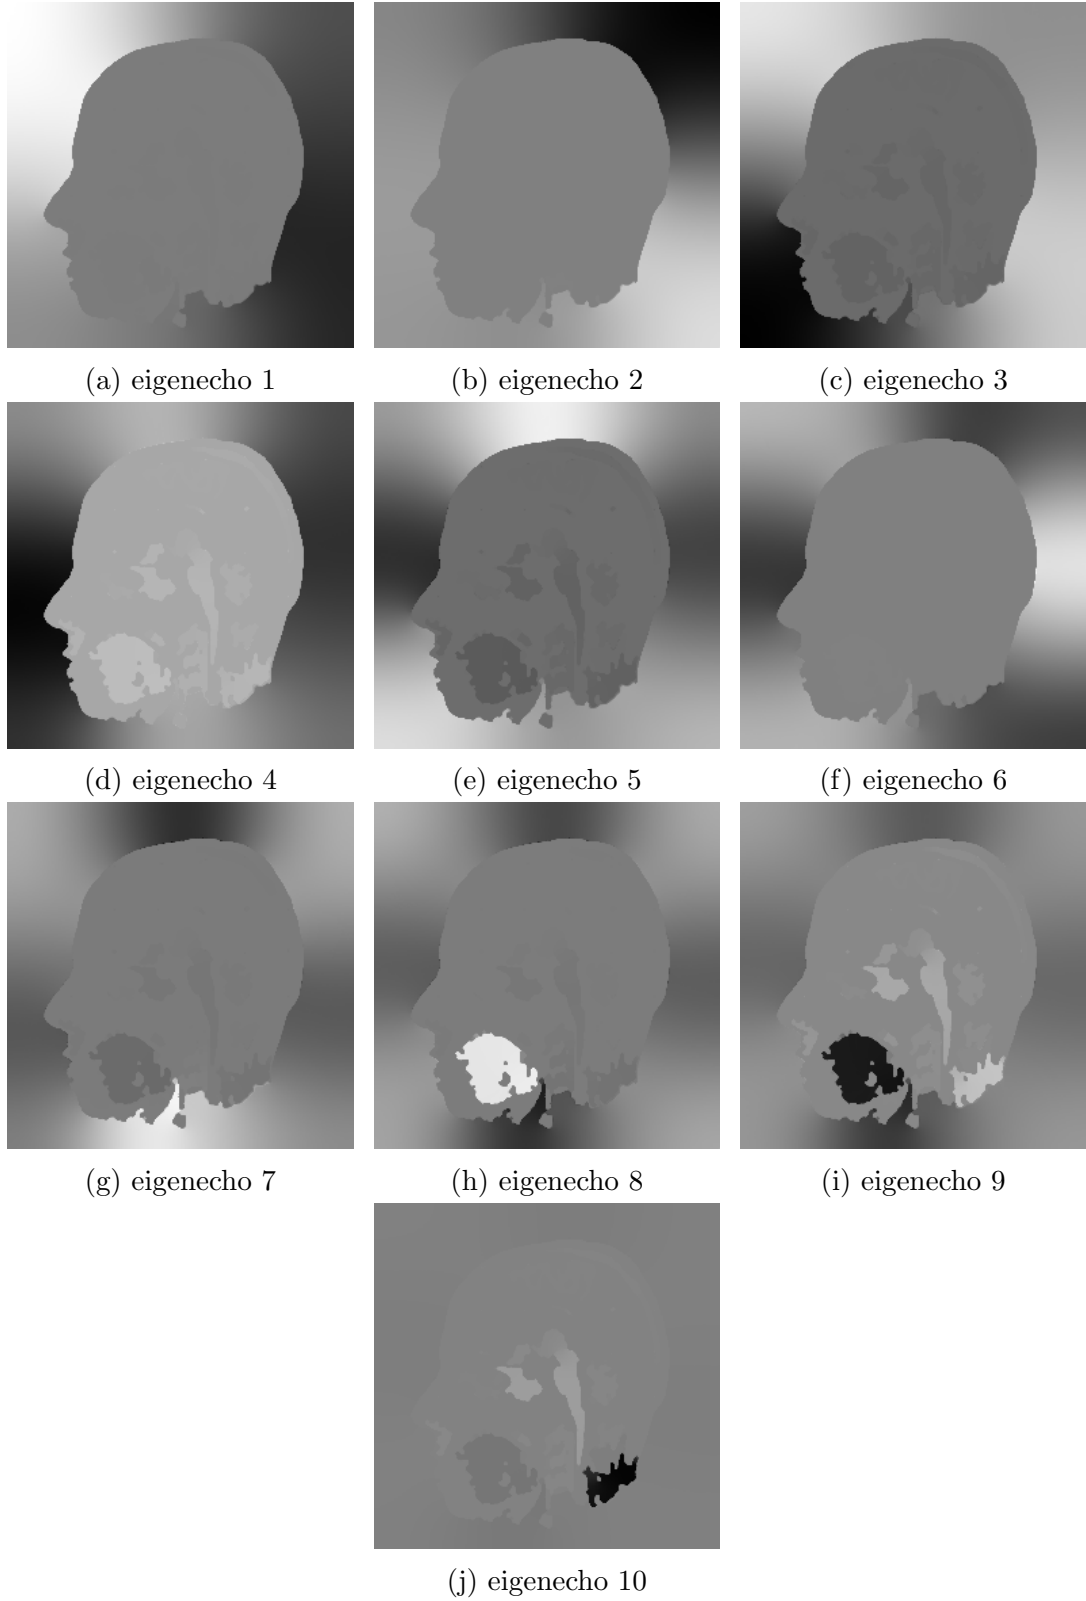 (a) eigenecho 1
(b) eigenecho 2
(c) eigenecho 3
(d) eigenecho 4
(e) eigenecho 5
(f) eigenecho 6
(g) eigenecho 7
(h) eigenecho 8
(i) eigenecho 9
(j) eigenecho 10